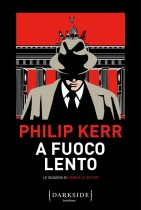 PHILIP KERR
A FUOCO
LENTO
LE INDAGINI DI BERNIE GUNTHER
DARKSIDE